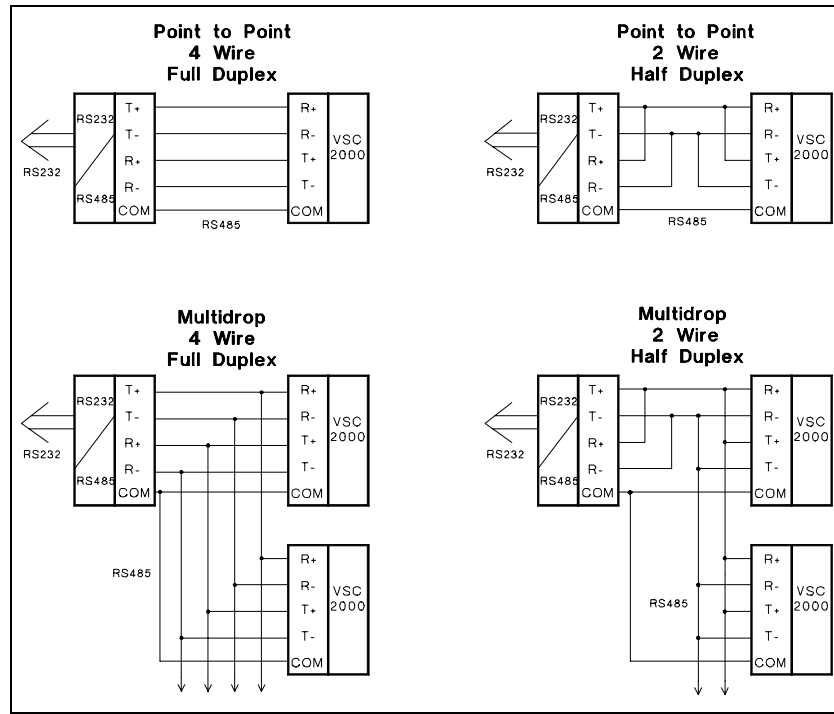 Point to Point
4 Wire
Full Duplex
RS232
RS485
T+
T-
R+
R-
COM
R+
R-
T+
T-
COM
VSC
2000
RS232
RS485
Point to Point
2 Wire
Half Duplex
RS232
RS485
T+
T-
R+
R-
COM
R+
R-
T+
T-
COM
VSC
2000
RS232
RS485
Multidrop
4 Wire
Full Duplex
RS232
RS485
T+
T-
R+
R-
COM
R+
R-
T+
T-
COM
VSC
2000
RS232
RS485
R+
R-
T+
T-
COM
VSC
2000
Multidrop
2 Wire
Half Duplex
RS232
RS485
T+
T-
R+
R-
COM
R+
R-
T+
T-
COM
VSC
2000
RS232
RS485
R+
R-
T+
T-
COM
VSC
2000